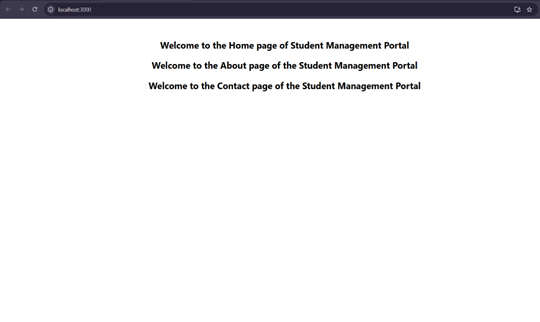 localhost:3000
Welcome to the Home page of Student Management Portal
Welcome to the About page of the Student Management Portal
Welcome to the Contact page of the Student Management Portal